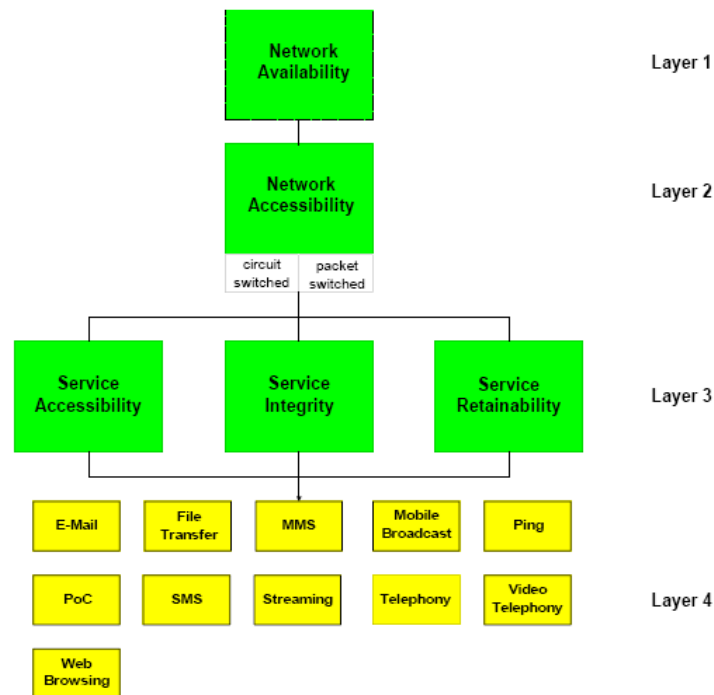 Network
Availability
Layer 1
Network
Accessibility
Layer 2
circuit
switched
packet
switched
Service
Accessibility
Service
Integrity
Service
Retainability
Layer 3
E-Mail
File
Transfer
MMS
Mobile
Broadcast
Ping
PoC
SMS
Streaming
Telephony
Video
Telephony
Layer 4
Web
Browsing